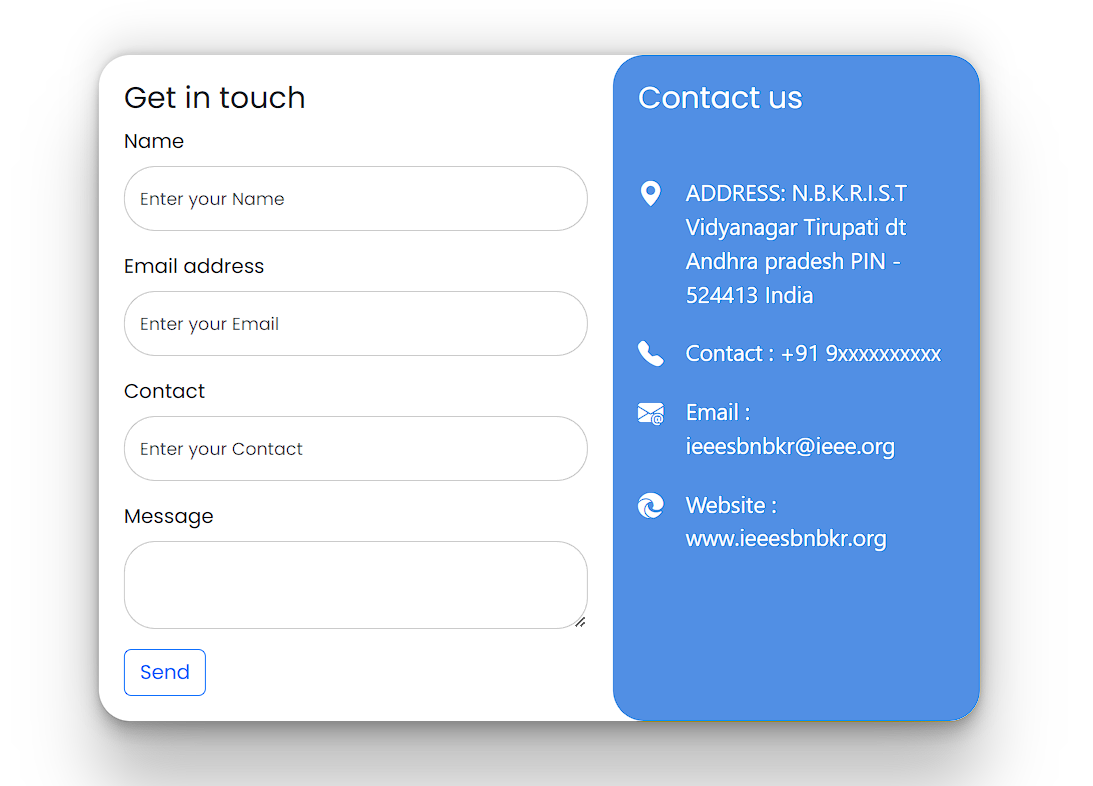 Get in touch
Name
Enter your Name
Email address
Enter your Email
Contact
Enter your Contact
Message
Send
Contact us
ADDRESS: N.B.K.R.I.S.T
Vidyanagar Tirupati dt
Andhra pradesh PIN -
524413 India
Contact : +91 9xxxxxxxxxx
Email :
ieeesbnbkr@ieee.org
Website :
www.ieeesbnbkr.org